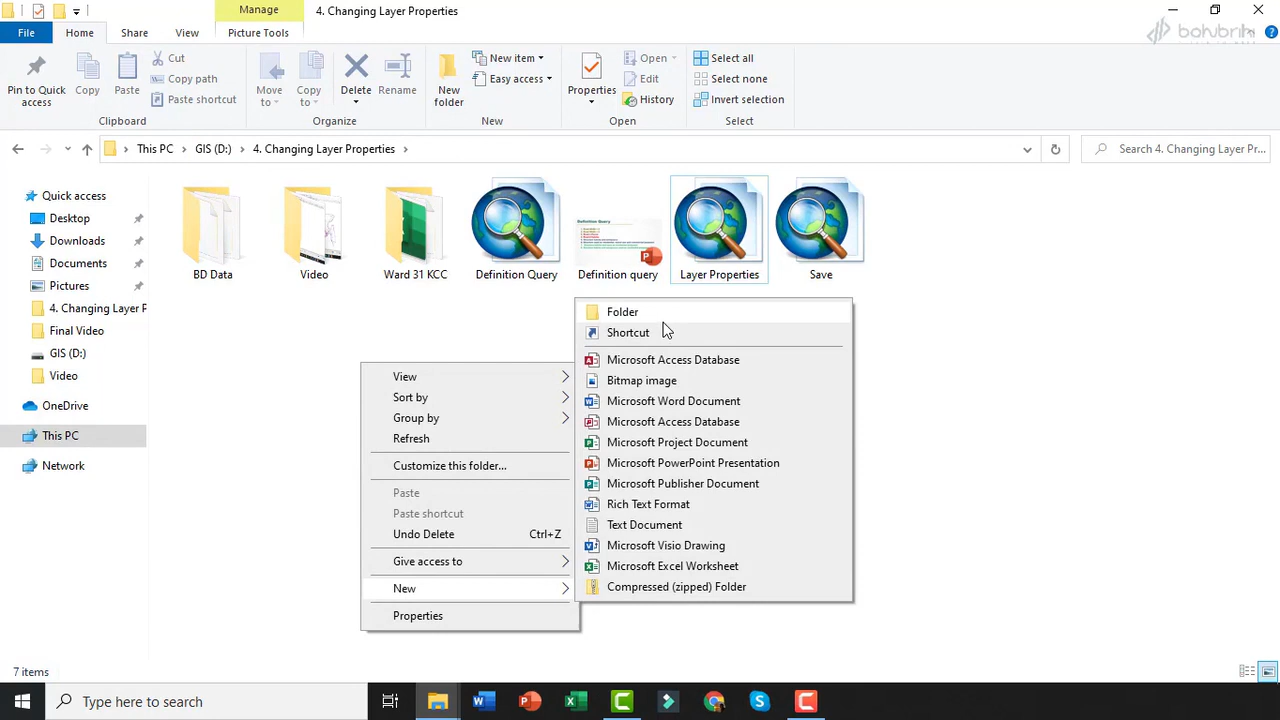 Manage
4. Changing Layer Properties
File
Home
Share
View
Picture Tools
Pin to Quick access
Copy
Paste
Cut
Copy path
Paste shortcut
Clipboard
Move to
Copy to
Delete
Rename
Organize
New folder
New item
Easy access
New
Properties
Open
Edit
History
Open
Select all
Select none
Invert selection
Select
This PC
GIS (D:)
4. Changing Layer Properties
Search 4. Changing Layer Pr...
Quick access
Desktop
Downloads
Documents
Pictures
4. Changing Layer P
Final Video
GIS (D:)
Video
OneDrive
This PC
Network
BD Data
Video
Ward 31 KCC
Definition Query
Definition Query
Definition query
Layer Properties
Save
View
Sort by
Group by
Refresh
Customize this folder...
Paste
Paste shortcut
Undo Delete Ctrl+Z
Give access to
New
Properties
Folder
Shortcut
Microsoft Access Database
Bitmap image
Microsoft Word Document
Microsoft Access Database
Microsoft Project Document
Microsoft PowerPoint Presentation
Microsoft Publisher Document
Rich Text Format
Text Document
Microsoft Visio Drawing
Microsoft Excel Worksheet
Compressed (zipped) Folder
7 items
Type here to search